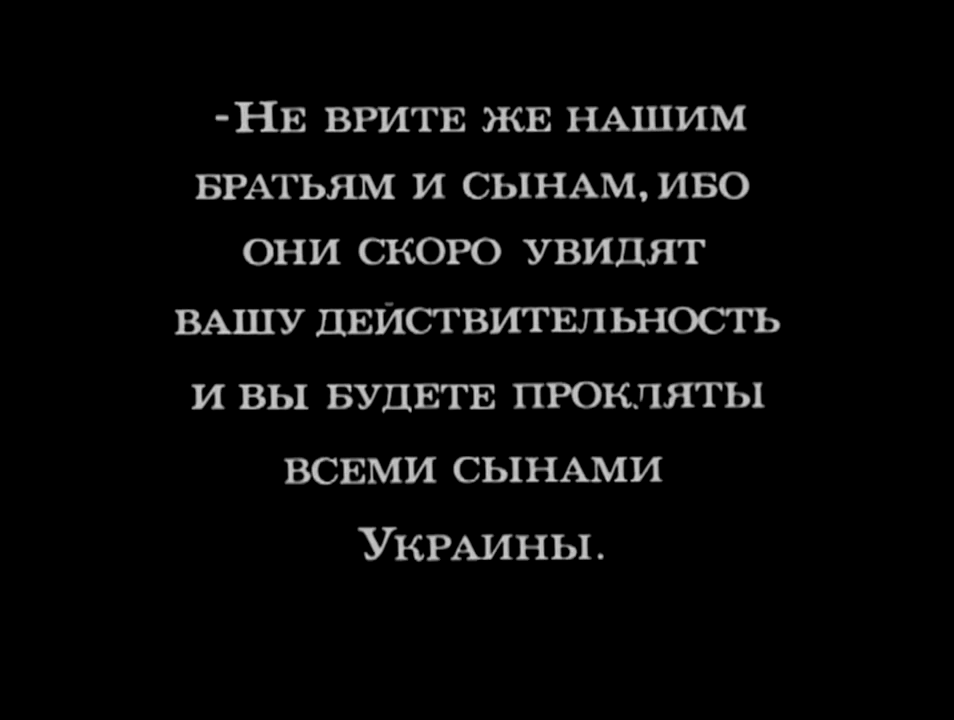 -Не врите же нашим
братьям и сынам, ибо
они скоро увидят
вашу действительность
и вы будете прокляты
всеми сынами
Украины.